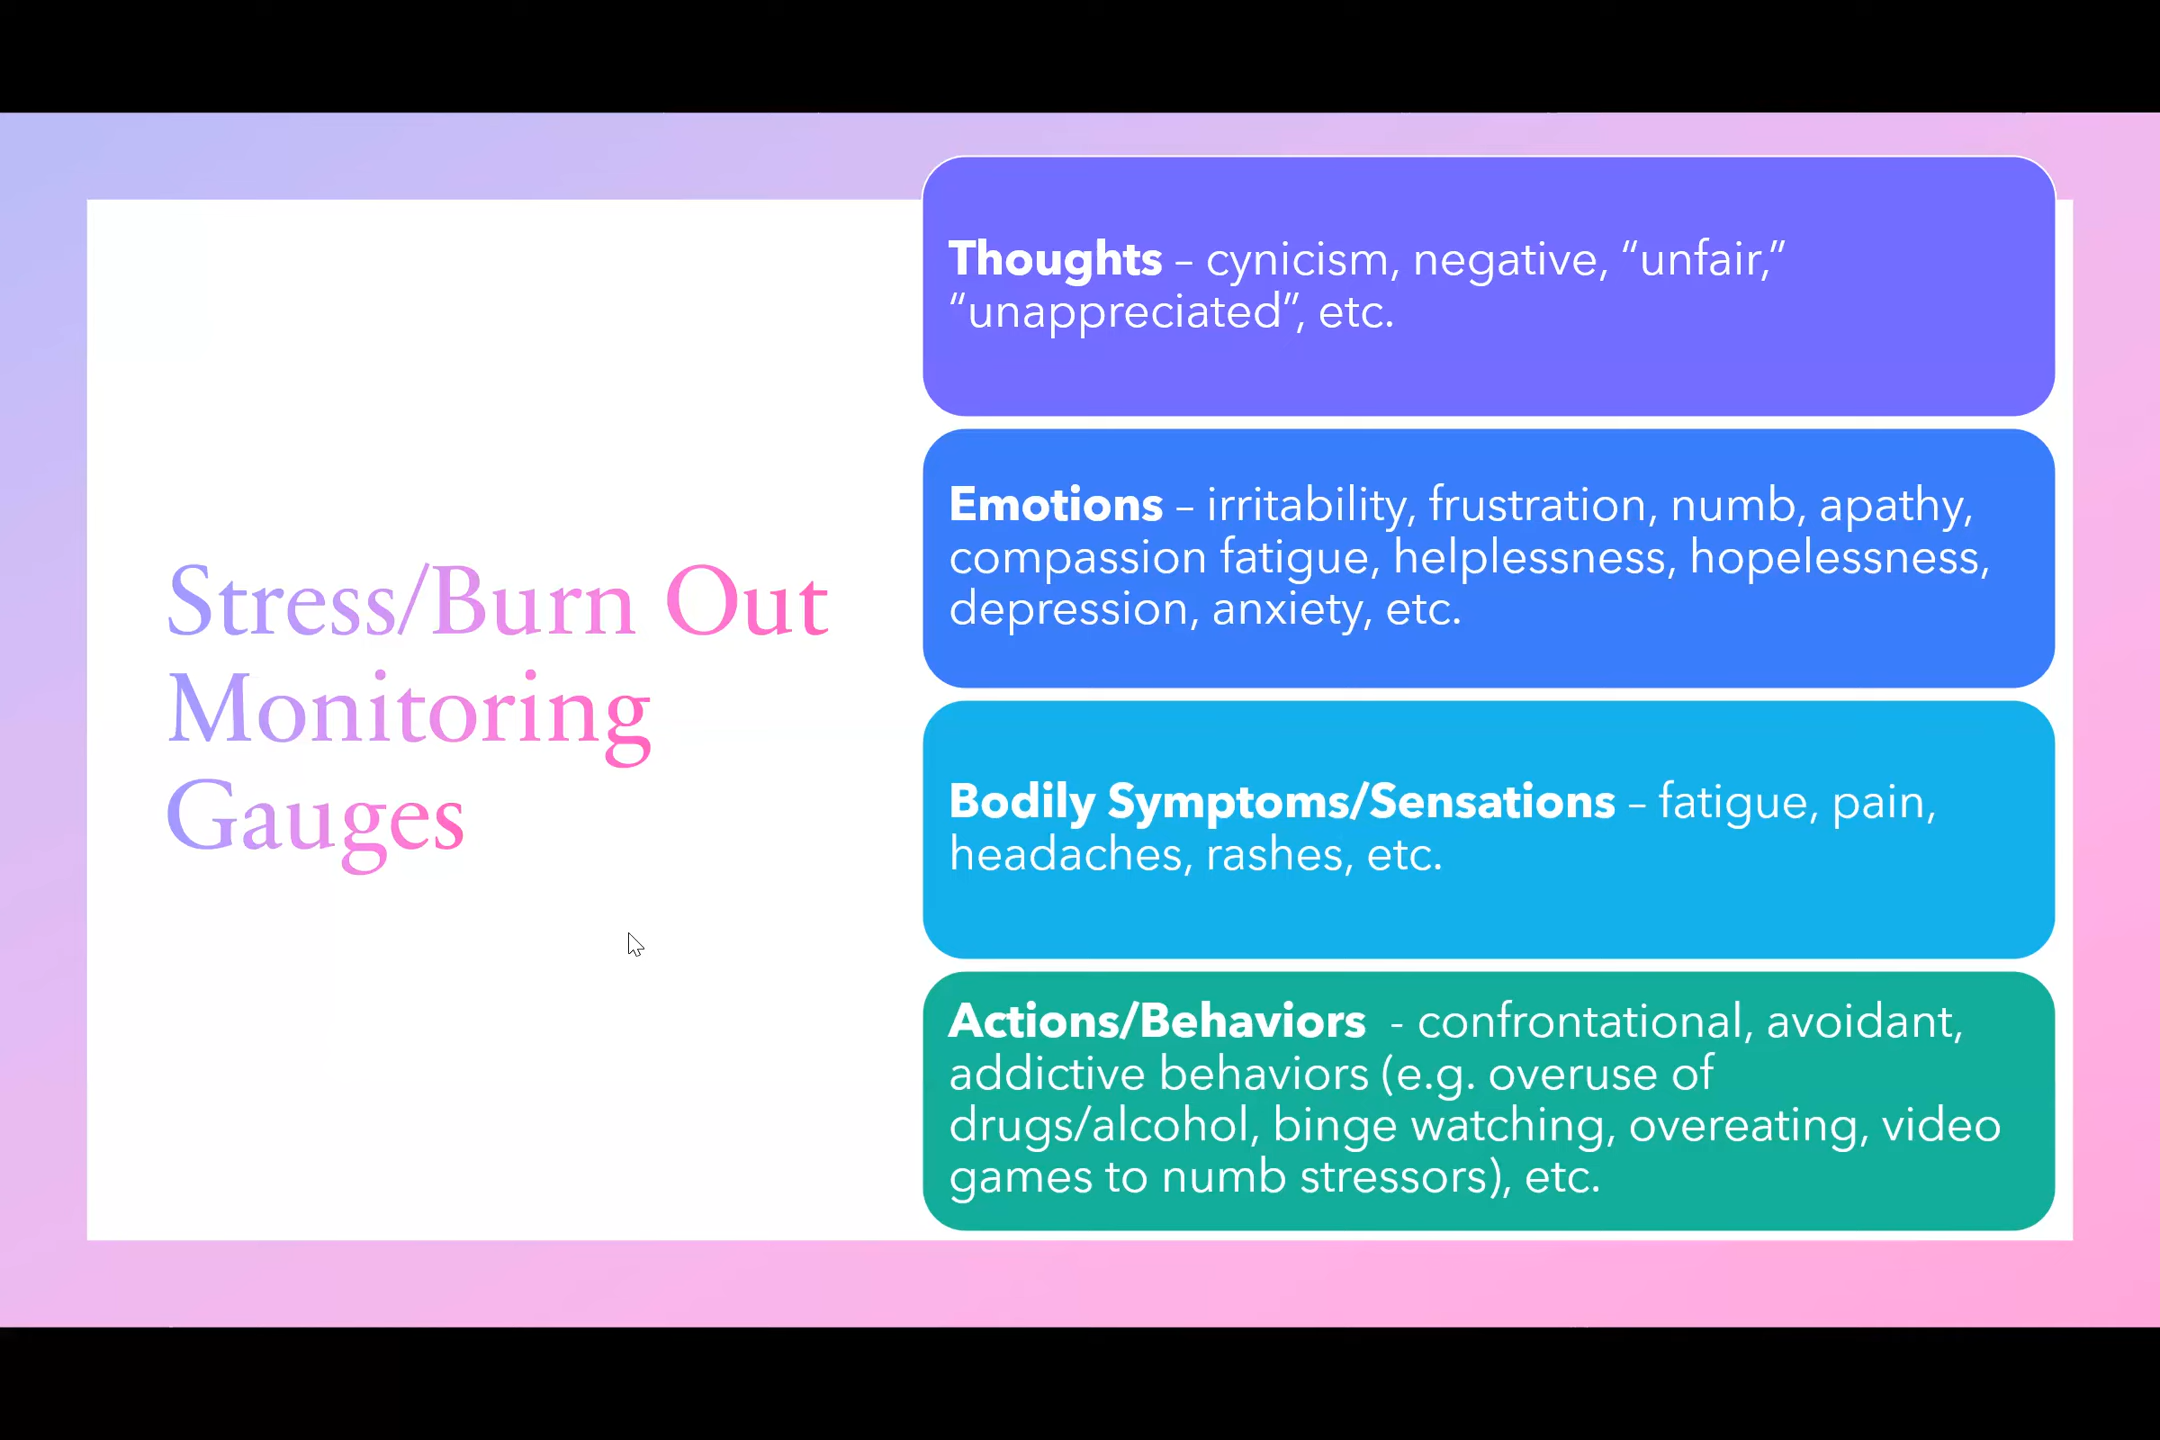 Stress/Burn Out
Monitoring
Gauges
Thoughts – cynicism, negative, “unfair,”
“unappreciated”, etc.
Emotions – irritability, frustration, numb, apathy,
compassion fatigue, helplessness, hopelessness,
depression, anxiety, etc.
Bodily Symptoms/Sensations – fatigue, pain,
headaches, rashes, etc.
Actions/Behaviors  - confrontational, avoidant,
addictive behaviors (e.g. overuse of
drugs/alcohol, binge watching, overeating, video
games to numb stressors), etc.